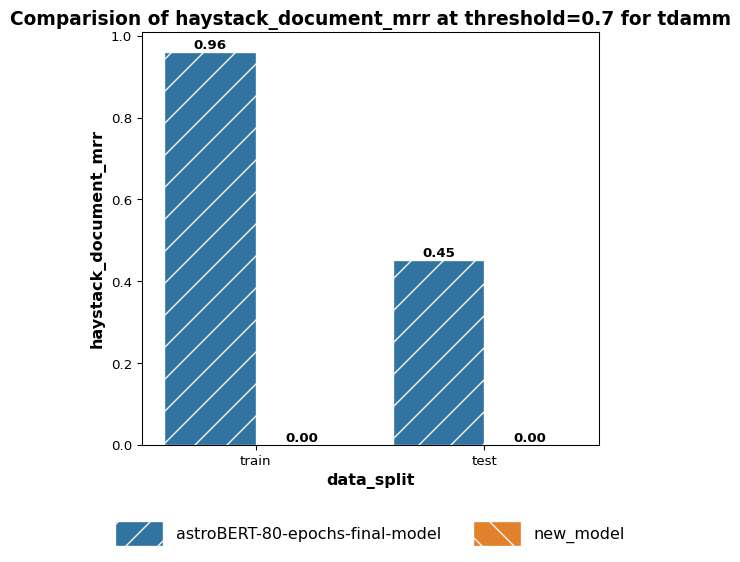 Comparision of haystack_document_mrr at threshold=0.7 for tdamm
haystack_document_mrr
1.0
0.8
0.6
0.4
0.2
0.0
0.96
0.00
0.45
0.00
train
test
data_split
astroBERT-80-epochs-final-model
new_model